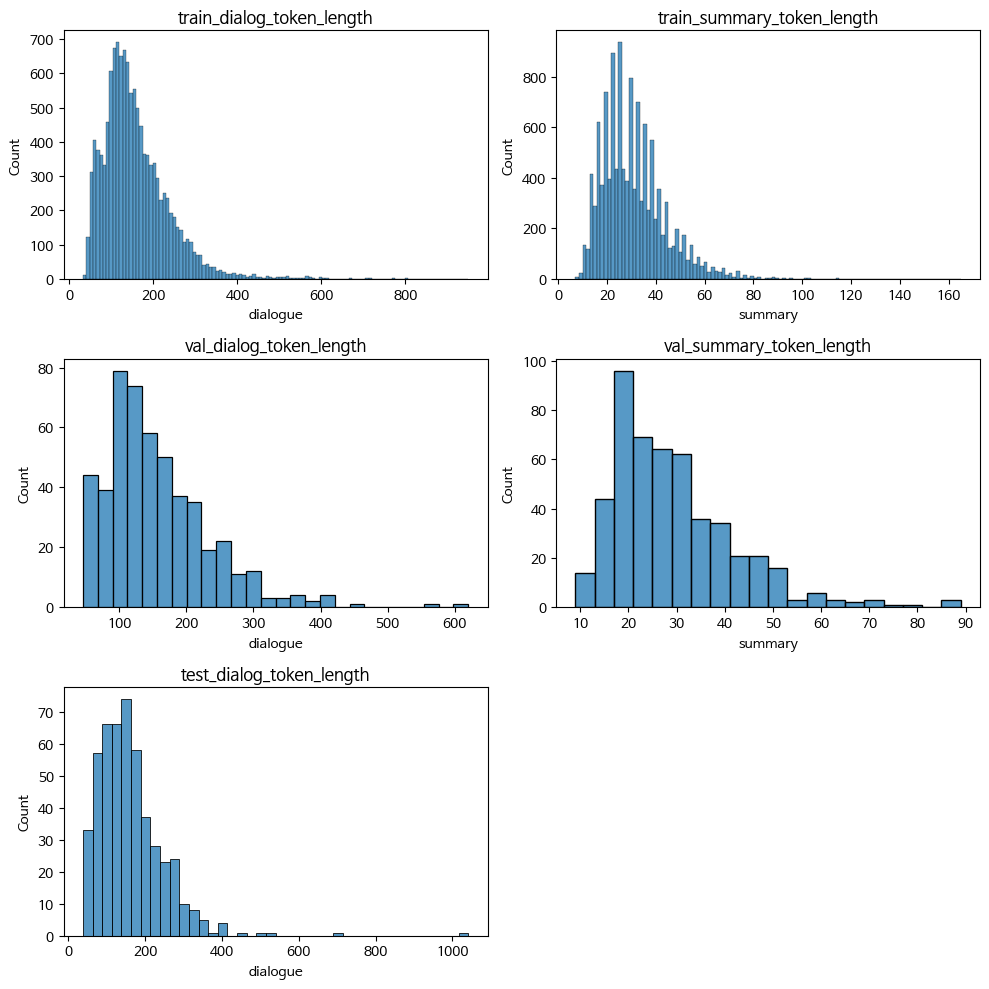 train_dialog_token_length
700
600
500
400
300
200
100
0
Count
0 200 400 600 800
dialogue
train_summary_token_length
800
600
400
200
0
Count
0 20 40 60 80 100 120 140 160
summary
val_dialog_token_length
80
60
40
20
0
Count
100 200 300 400 500 600
dialogue
val_summary_token_length
100
80
60
40
20
0
Count
10 20 30 40 50 60 70 80 90
summary
test_dialog_token_length
70
60
50
40
30
20
10
0
Count
0 200 400 600 800 1000
dialogue